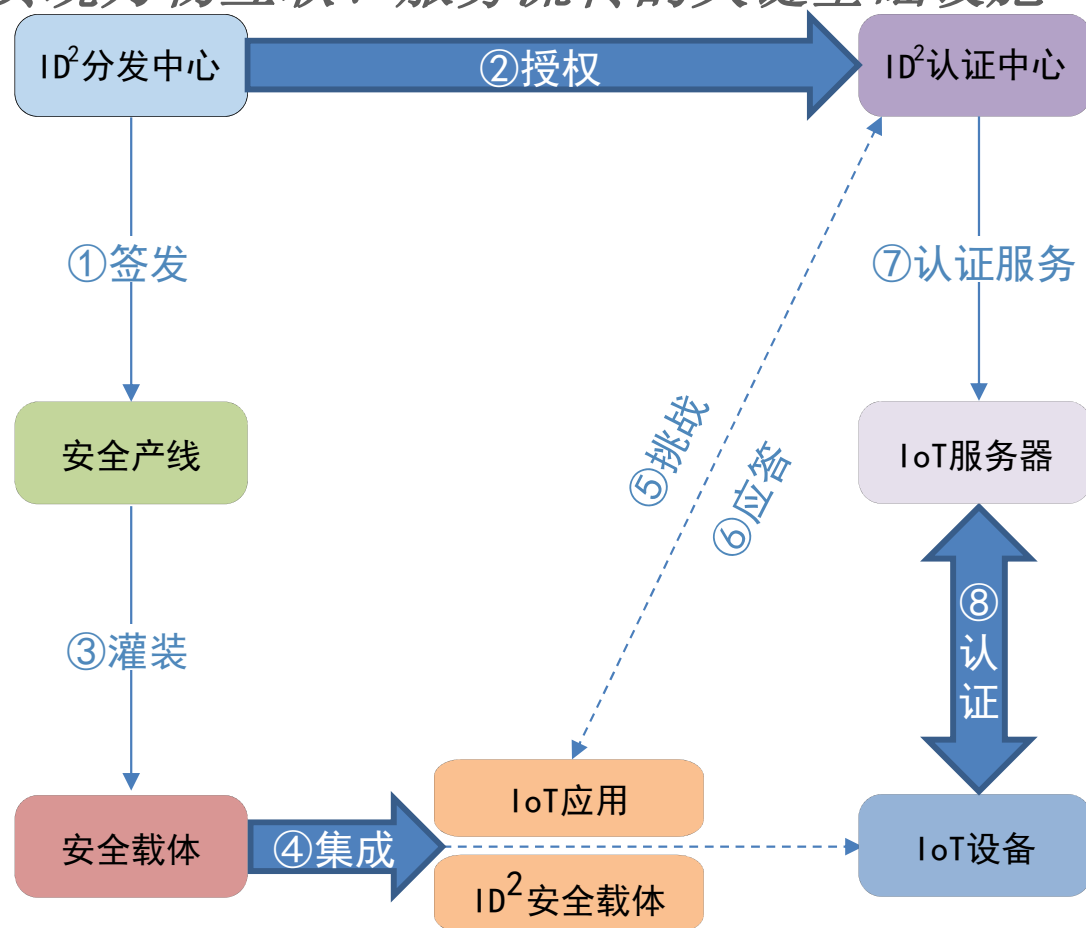 ID²分发中心
②授权
ID²认证中心
①签发
⑦认证服务
安全产线
⑤挑战
⑥应答
IoT服务器
③灌装
⑧认证
安全载体
④集成
IoT应用
ID²安全载体
IoT设备